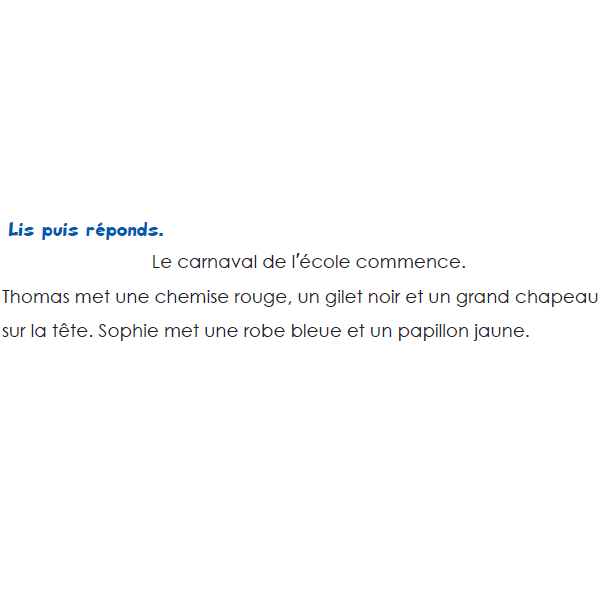 Lis puis réponds.
Le carnaval de l'école commence.
Thomas met une chemise rouge, un gilet noir et un grand chapeau
sur la tête. Sophie met une robe bleue et un papillon jaune.